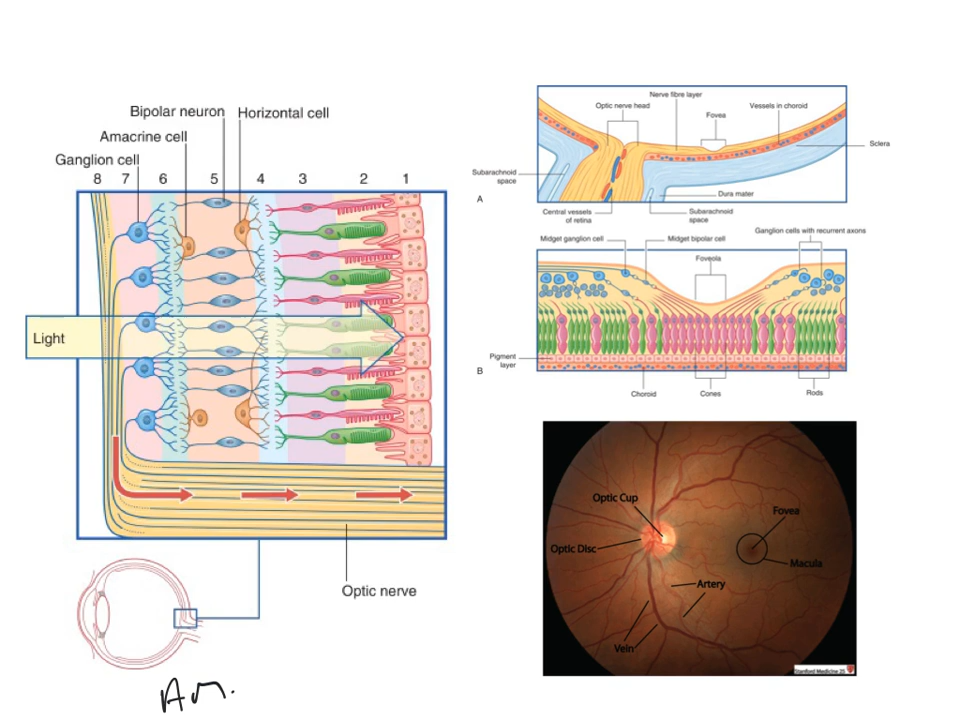 Bipolar neuron
Horizontal cell
Amacrine cell
Ganglion cell
8 7 6 5 4 3 2 1
Light
Optic nerve
Nerve fibre layer
Optic nerve head
Vessels in choroid
Fovea
Sclera
Subarachnoid
space
Dura mater
A
Central vessels
of retina
Subarachnoid
space
Ganglion cells with recurrent axons
Midget ganglion cell
Midget bipolar cell
Foveola
Pigment
layer
B
Choroid
Cones
Rods
Optic Cup
Fovea
Optic Disc
Macula
Artery
Vein
Stanford Medicine 25